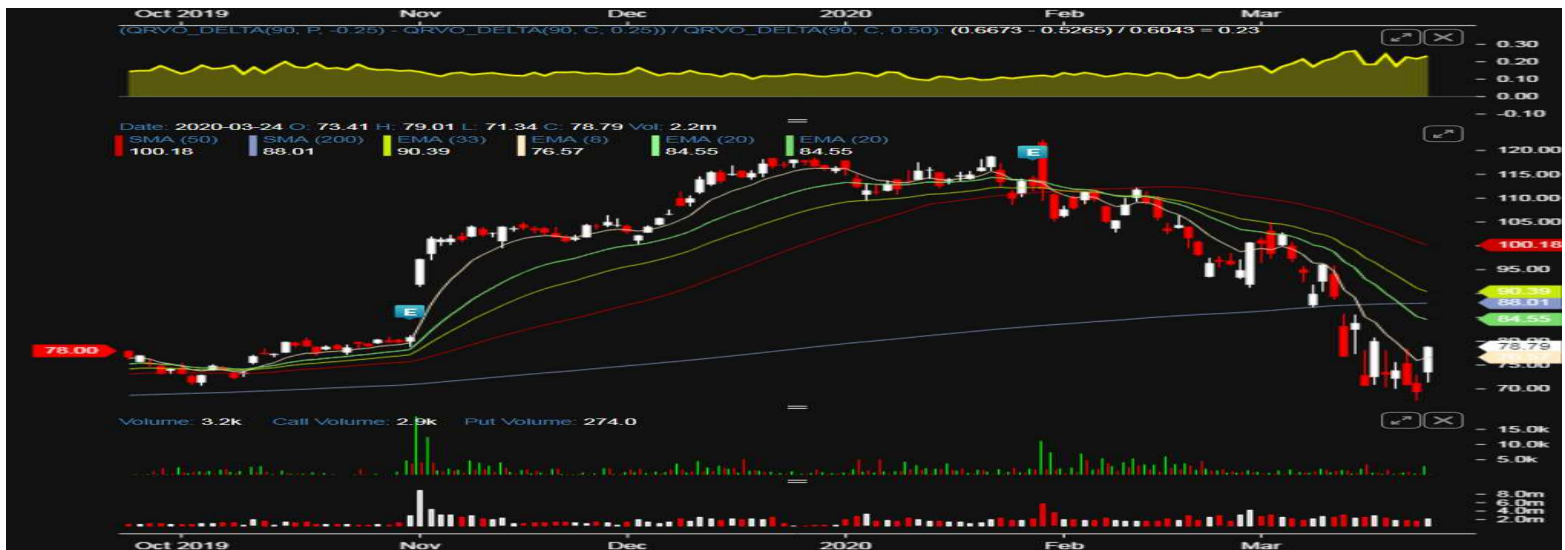 Oct 2019 Nov Dec 2020 Feb Mar
(QRVO_DELTA(90, P, -0.25) - QRVO_DELTA(90, C, 0.25)) / QRVO_DELTA(90, C, 0.50): (0.6673 - 0.5265) / 0.6043 = 0.23
0.30
0.20
0.10
0.00
-0.10
Date: 2020-03-24 O: 73.41 H: 79.01 L: 71.34 C: 78.79 Vol: 2.2m
SMA (50) SMA (200) EMA (33) EMA (8) EMA (20) EMA (20)
100.18 88.01 90.39 76.57 84.55 84.55
E
120.00
115.00
110.00
105.00
100.18
95.00
90.39
88.01
E
84.55
78.00
78.79
76.57
75.00
70.00
Volume: 3.2k Call Volume: 2.9k Put Volume: 274.0
15.0k
10.0k
5.0k
8.0m
6.0m
4.0m
2.0m
Oct 2019 Nov Dec 2020 Feb Mar